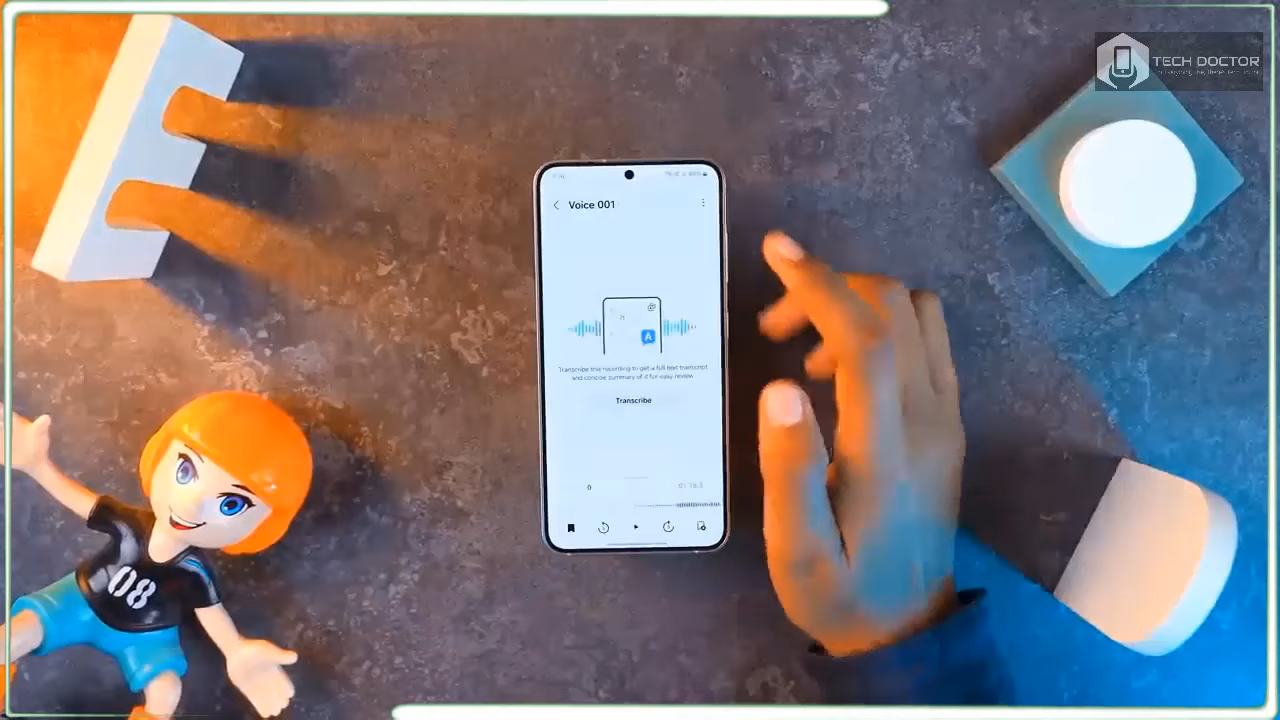 TECH DOCTOR
Voice 001
A
Transcribe this recording to get a full text transcript
and concise summary of it for easy review.
Transcribe
0
08